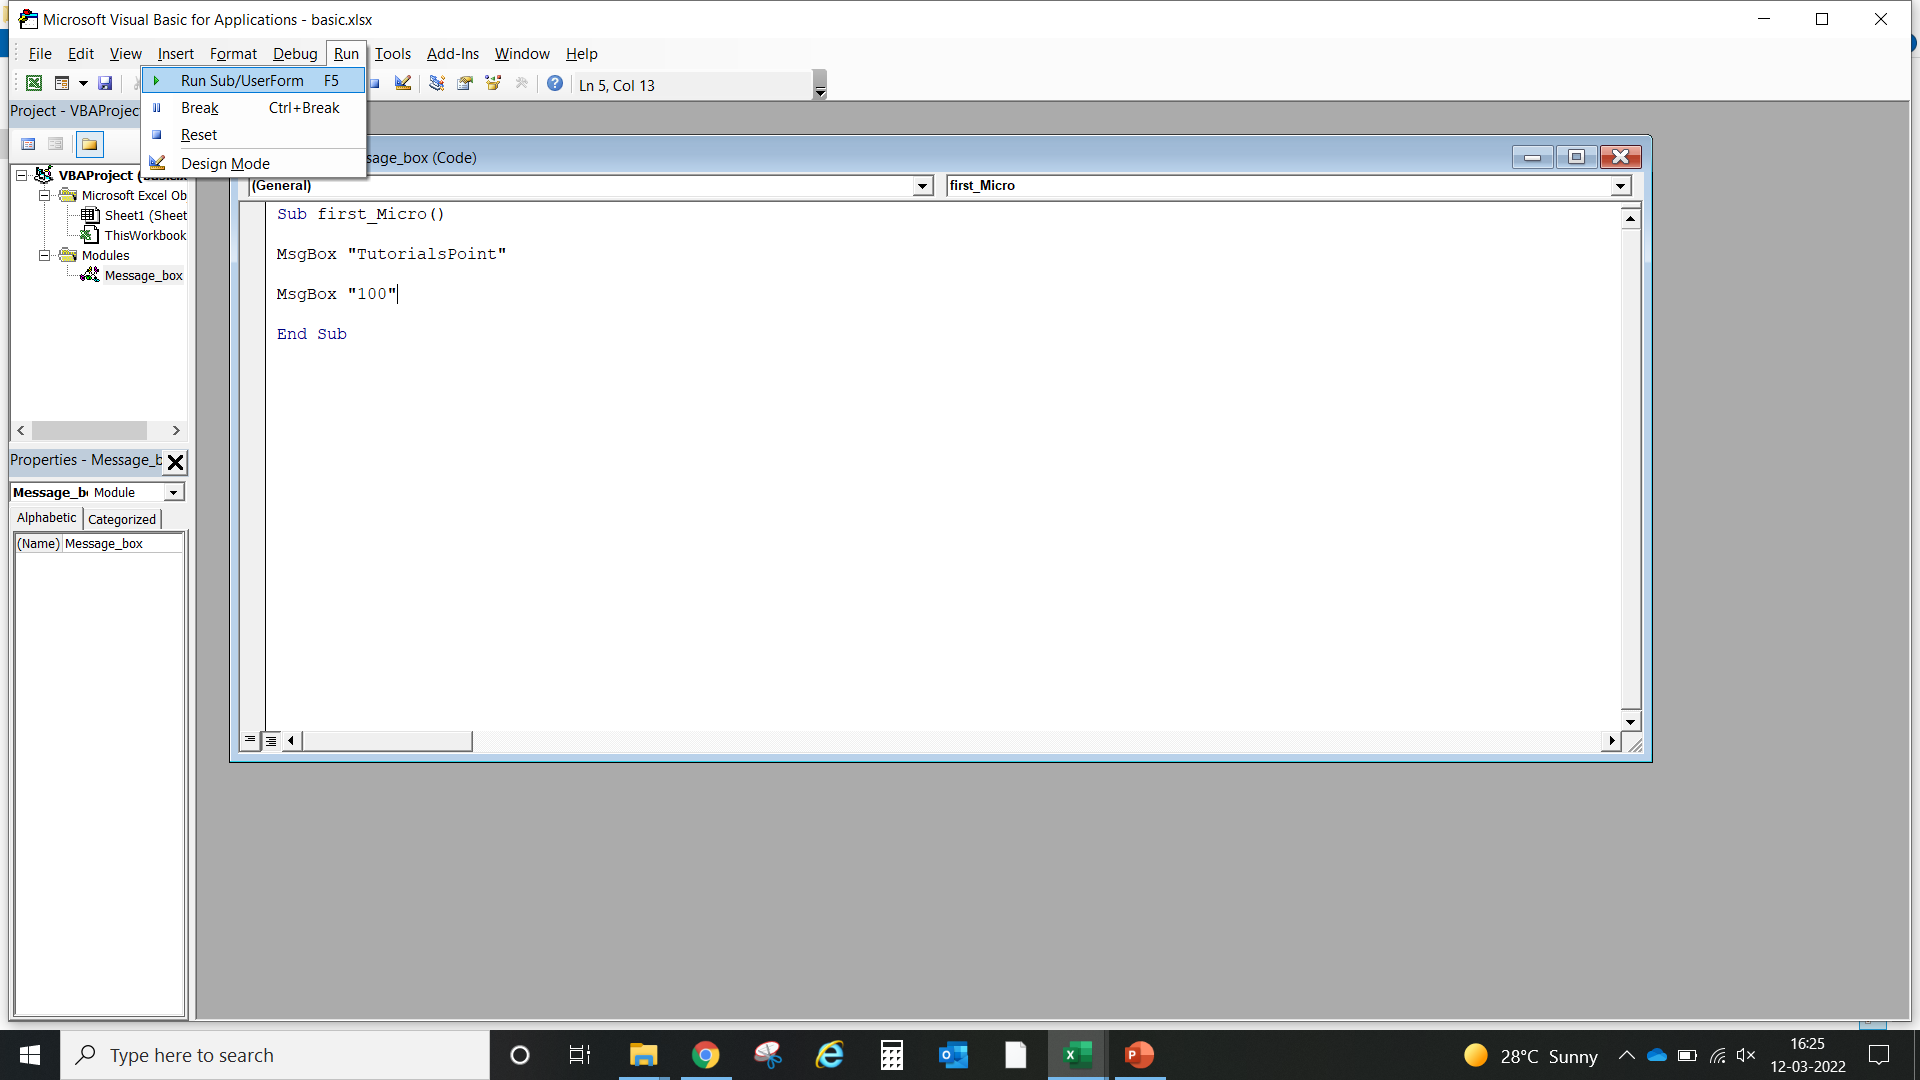 Microsoft Visual Basic for Applications - basic.xlsx
File Edit View Insert Format Debug Run Tools Add-Ins Window Help
Run Sub/UserForm F5
Break Ctrl+Break
Reset
Design Mode
Ln 5, Col 13
Project - VBAProjec
VBAProject (
Microsoft Excel Ob
Sheet1 (Sheet
ThisWorkbook
Modules
Message_box
sage_box (Code)
(General)
first_Micro
Sub first_Micro()
MsgBox "TutorialsPoint"
MsgBox "100"
End Sub
Properties - Message_b
Message_b Module
Alphabetic Categorized
(Name) Message_box
Type here to search
28°C Sunny
16:25
12-03-2022